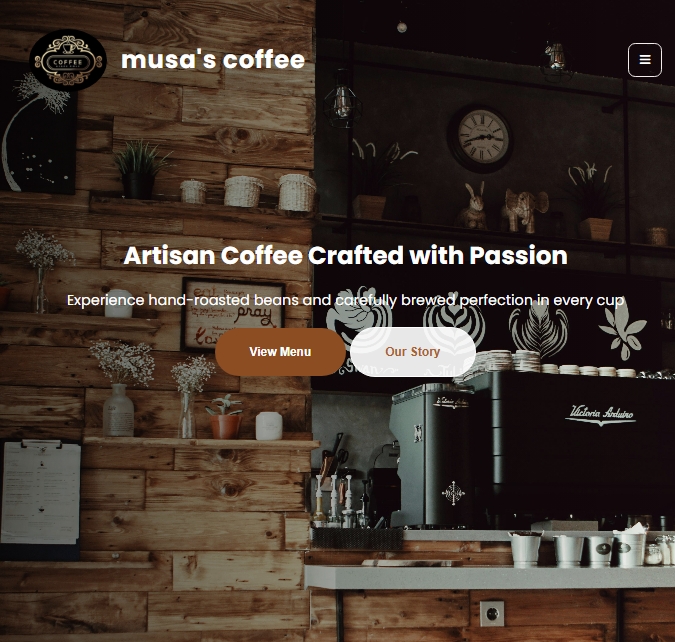 COFFEE
musa's coffee
Artisan Coffee Crafted with Passion
Experience hand-roasted beans and carefully brewed perfection in every cup
pray
View Menu
Our Story
Victoria Arduino